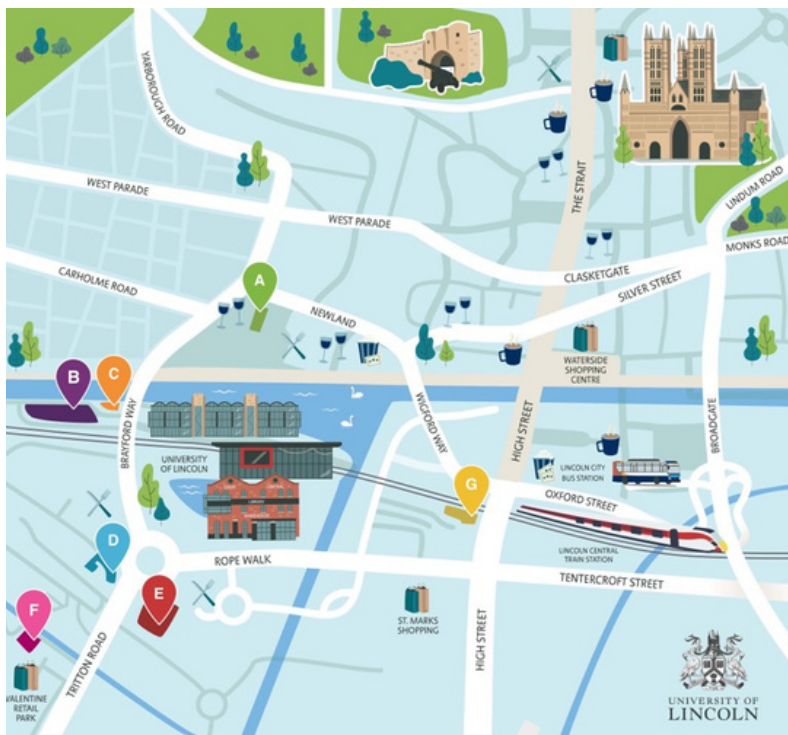 YARBOROUGH ROAD
WEST PARADE
WEST PARADE
THE STRAIT
LINDUM ROAD
MONKS ROAD
CLASKETGATE
SILVER STREET
CARHOLME ROAD
A
NEWLAND
WATERSIDE
SHOPPING
CENTRE
B
C
BRAYFORD WAY
WIGFORD WAY
HIGH STREET
BROADGATE
UNIVERSITY
OF LINCOLN
LINCOLN CITY
BUS STATION
G
OXFORD STREET
LIBRARY
D
ROPE WALK
LINCOLN CENTRAL
TRAIN STATION
TENTERCROFT STREET
E
F
ST. MARKS
SHOPPING
HIGH STREET
TRITTON ROAD
VALENTINE
RETAIL
PARK
UNIVERSITY OF
LINCOLN